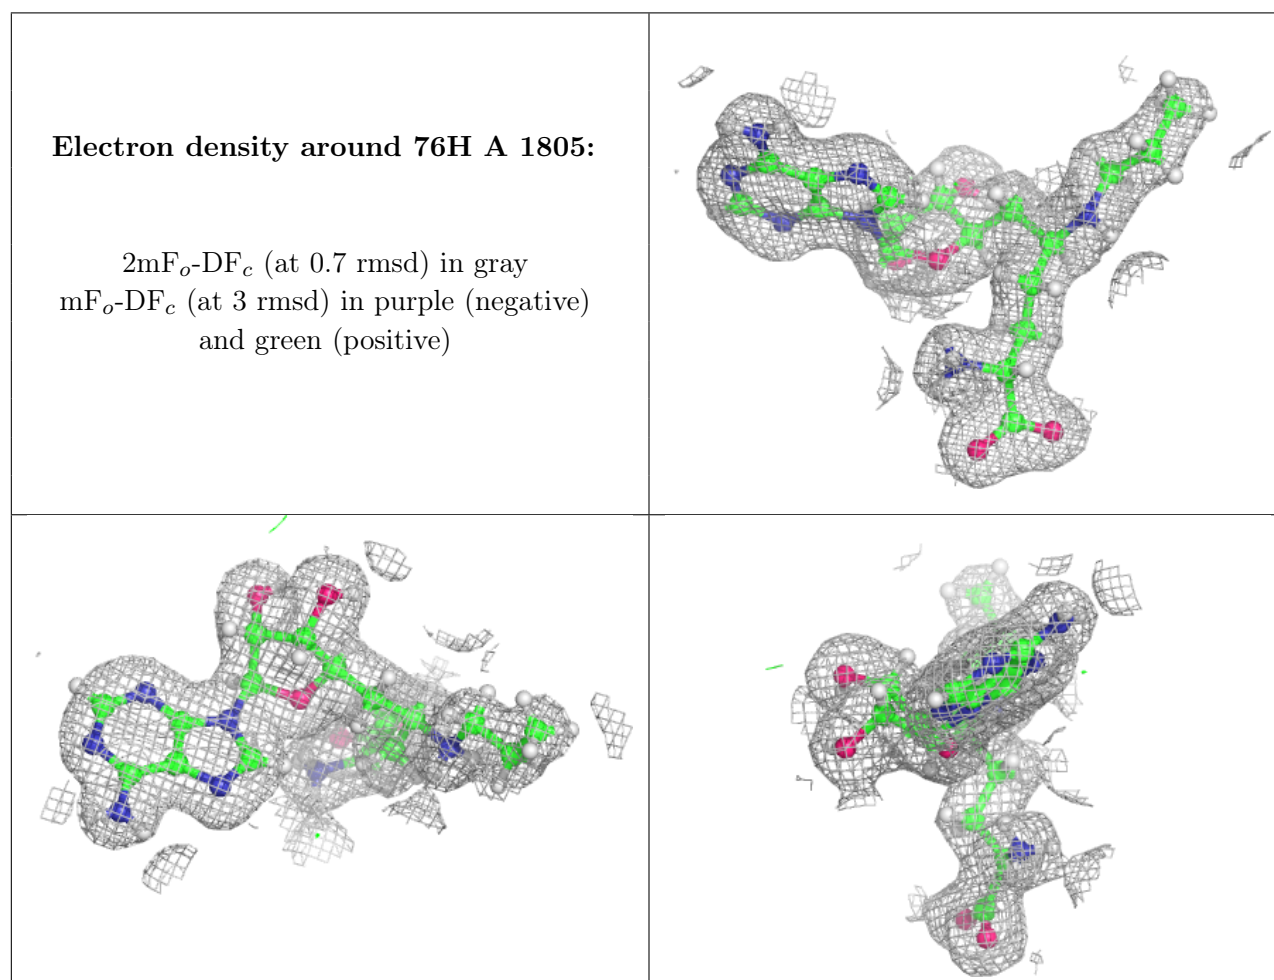 Electron density around 76H A 1805:
2mFo-DFc (at 0.7 rmsd) in gray
mFo-DFc (at 3 rmsd) in purple (negative)
and green (positive)